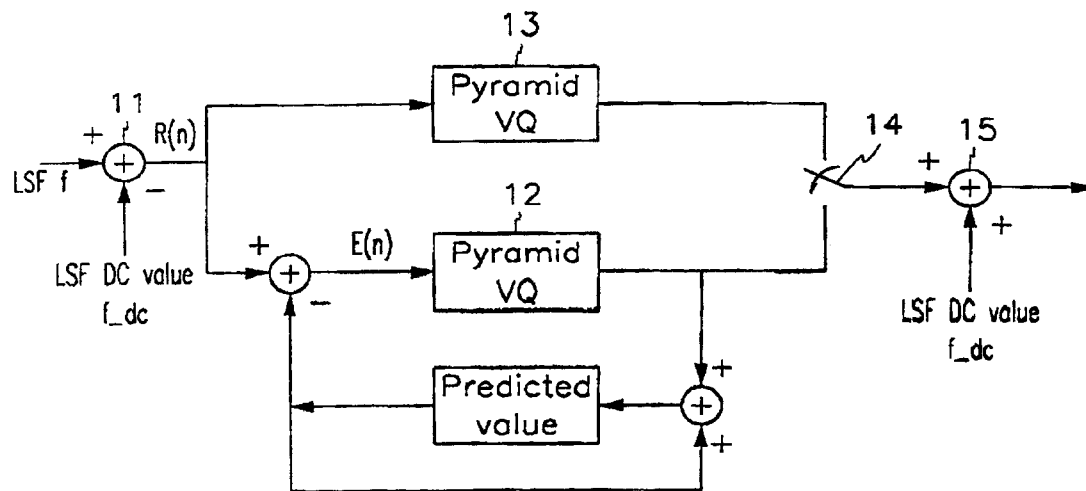 13
Pyramid
VQ
11
+
R(n)
+
LSF f
−
LSF DC value
f_dc
14
15
+
+
+
LSF DC value
f_dc
12
+
E(n)
+
−
Pyramid
VQ
Predicted
value
+
+
+